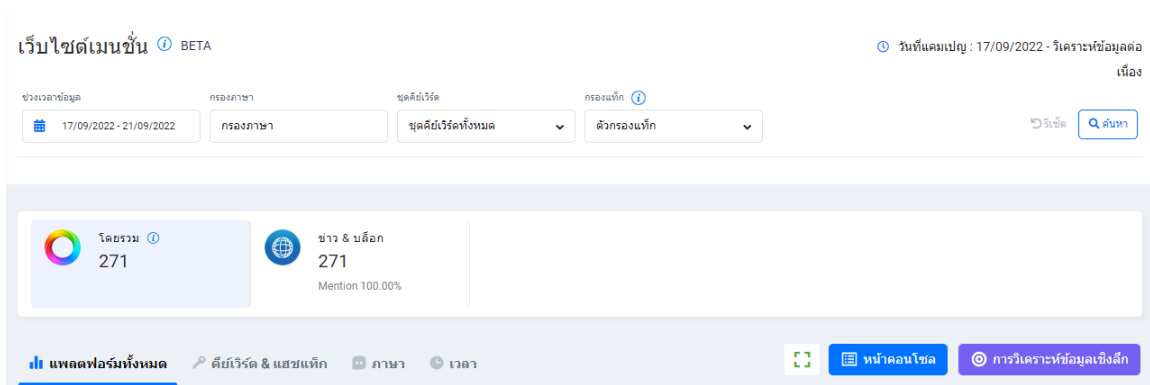 เว็บไซต์เมนชั่น BETA
วันที่แคมเปญ : 17/09/2022 - วิเคราะห์ข้อมูลต่อ
เนื่อง
ช่วงเวลาข้อมูล กรองภาษา ชุดคีย์เวิร์ด กรองแท็ก
17/09/2022 - 21/09/2022 กรองภาษา ชุดคีย์เวิร์ดทั้งหมด ตัวกรองแท็ก รีเซ็ต ค้นหา
โดยรวม ข่าว & บล็อก
271 271
Mention 100.00%
แพลตฟอร์มทั้งหมด คีย์เวิร์ด & แฮชแท็ก ภาษา เวลา หน้าคอนโซล การวิเคราะห์ข้อมูลเชิงลึก